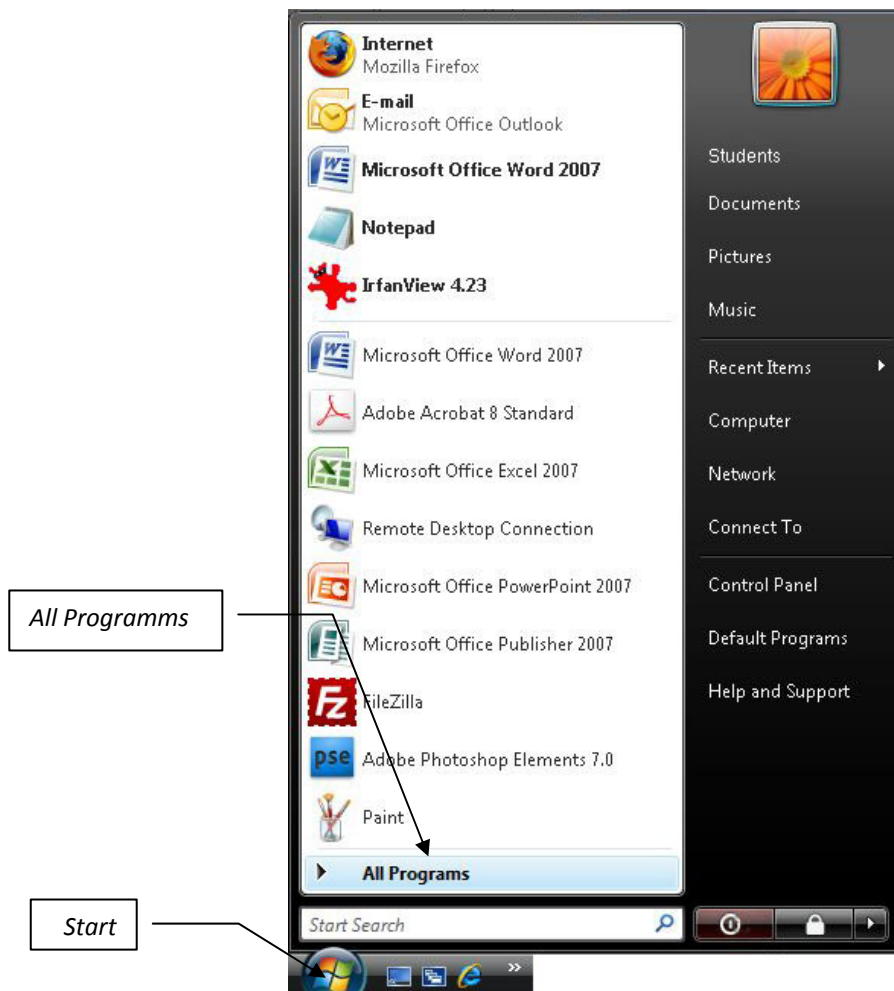 Internet
Mozilla Firefox
E-mail
Microsoft Office Outlook
Microsoft Office Word 2007
Notepad
IrfanView 4.23
Microsoft Office Word 2007
Adobe Acrobat 8 Standard
Microsoft Office Excel 2007
Remote Desktop Connection
Microsoft Office PowerPoint 2007
Microsoft Office Publisher 2007
Fz
FileZilla
pse
Adobe Photoshop Elements 7.0
Paint
All Programs
Start Search
Students
Documents
Pictures
Music
Recent Items
Computer
Network
Connect To
Control Panel
Default Programs
Help and Support
All Programms
Start